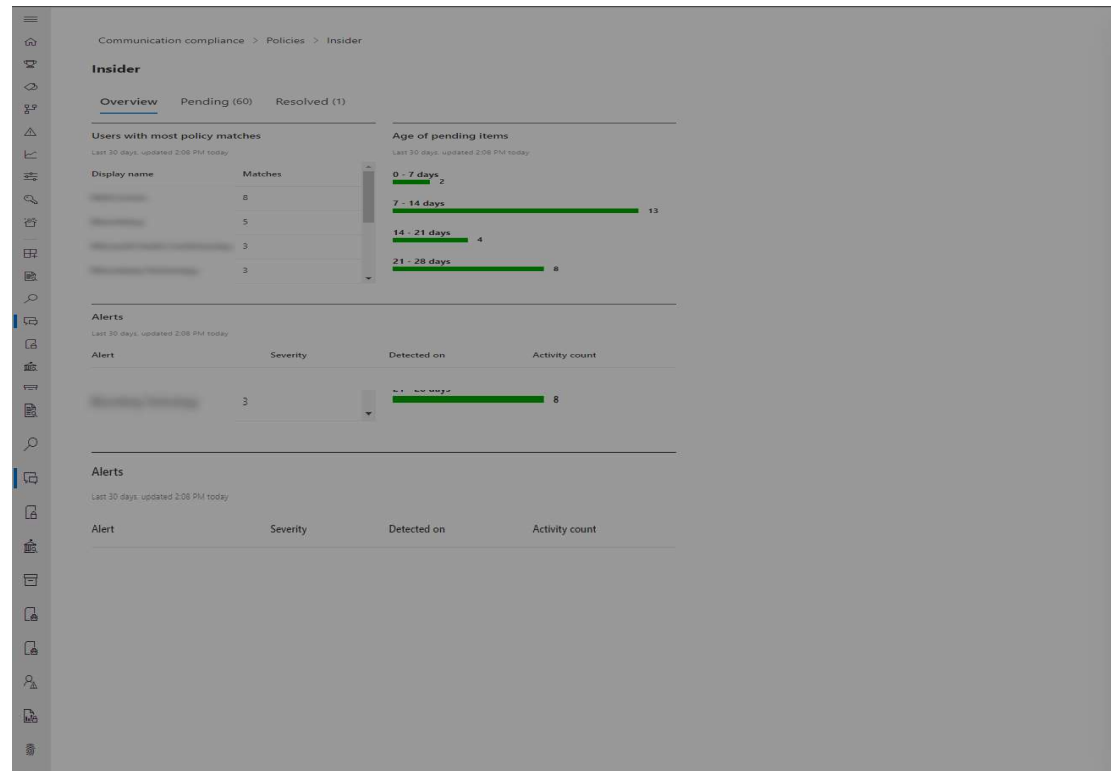 Communication compliance > Policies > Insider
Insider
Overview Pending (60) Resolved (1)
Users with most policy matches
Last 30 days, updated 2:08 PM today
Display name Matches
8
5
3
3
Age of pending items
Last 30 days, updated 2:08 PM today
0 - 7 days
2
7 - 14 days
13
14 - 21 days
4
21 - 28 days
8
Alerts
Last 30 days, updated 2:08 PM today
Alert Severity Detected on Activity count
3
21 - 28 days
8
Alerts
Last 30 days, updated 2:08 PM today
Alert Severity Detected on Activity count